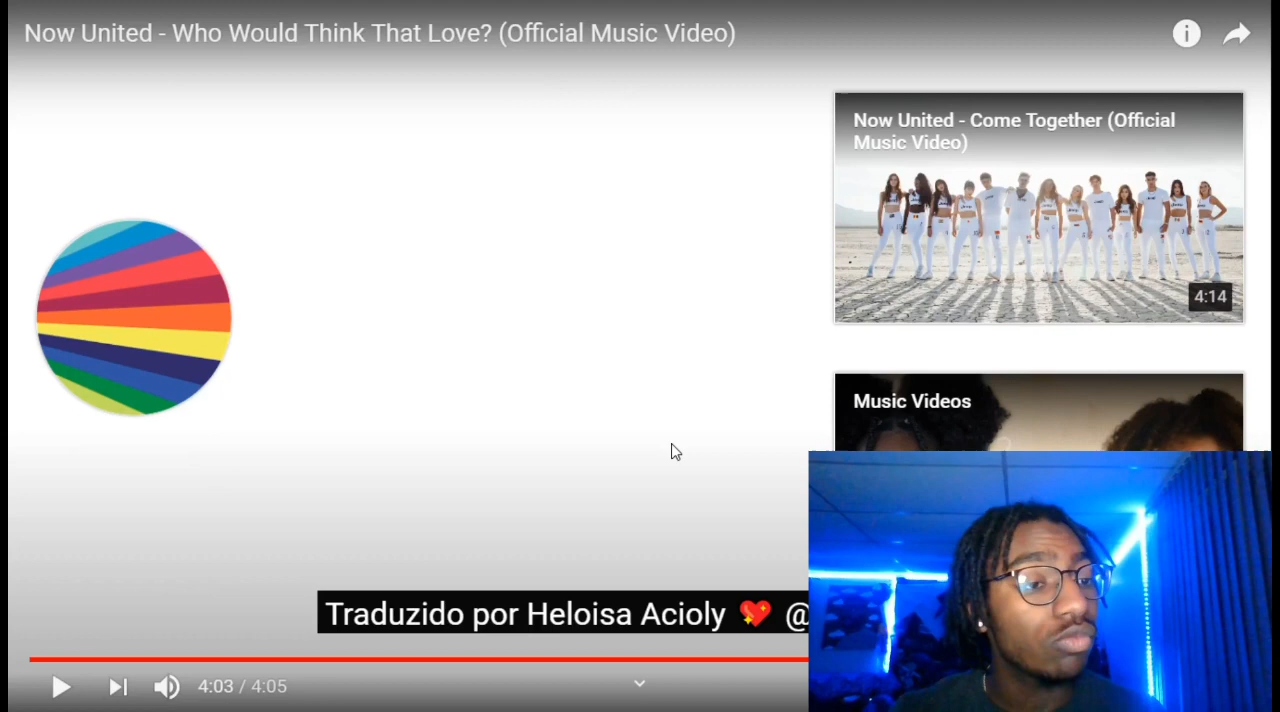 Now United - Who Would Think That Love? (Official Music Video)
Now United - Come Together (Official
Music Video)
4:14
Music Videos
Traduzido por Heloisa Acioly 💖 @
4:03 / 4:05